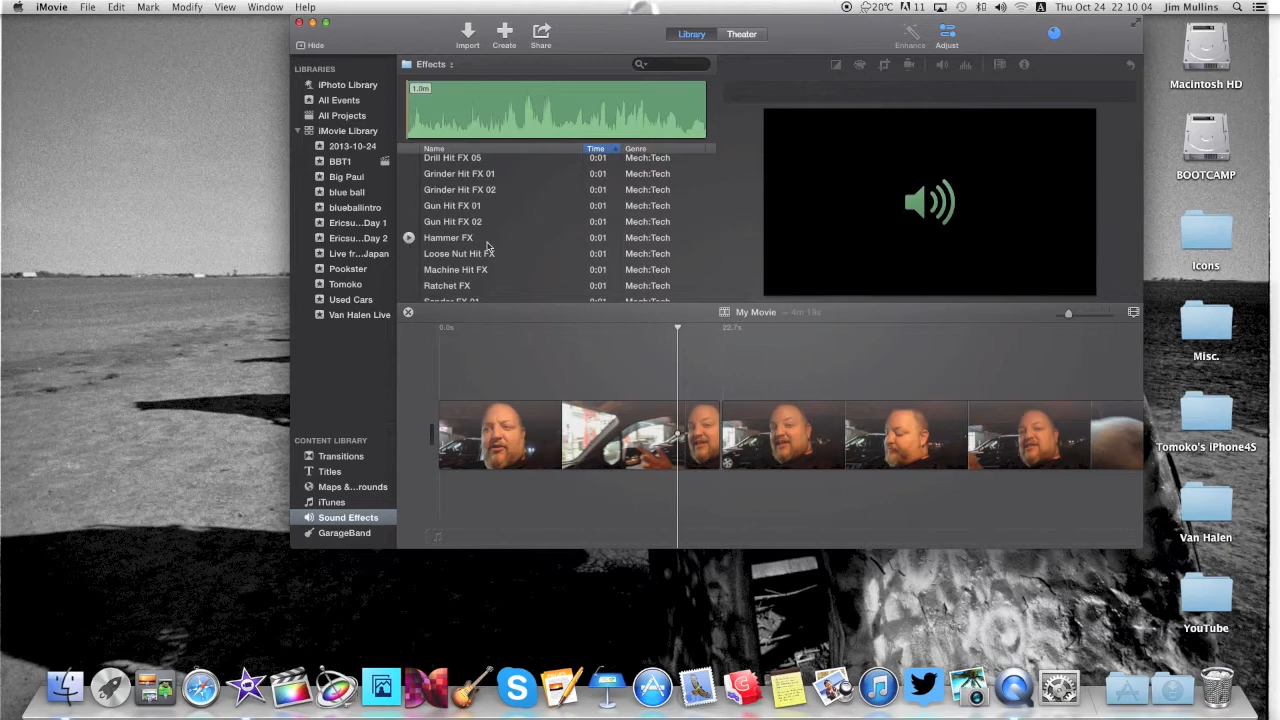 iMovie File Edit Mark Modify View Window Help 20°C 11 A Thu Oct 24 22 10 04 Jim Mullins
Hide Import Create Share Library Theater Enhance Adjust
LIBRARIES
iPhoto Library
All Events
All Projects
iMovie Library
2013-10-24
BBT1
Big Paul
blue ball
blueballintro
Ericsu...Day 1
Ericsu...Day 2
Live fr...Japan
Pookster
Tomoko
Used Cars
Van Halen Live
CONTENT LIBRARY
Transitions
Titles
Maps &...rounds
iTunes
Sound Effects
GarageBand
Effects
1.0m
Name Time Genre
Drill Hit FX 05 0:01 Mech:Tech
Grinder Hit FX 01 0:01 Mech:Tech
Grinder Hit FX 02 0:01 Mech:Tech
Gun Hit FX 01 0:01 Mech:Tech
Gun Hit FX 02 0:01 Mech:Tech
Hammer FX 0:01 Mech:Tech
Loose Nut Hit FX 0:01 Mech:Tech
Machine Hit FX 0:01 Mech:Tech
Ratchet FX 0:01 Mech:Tech
My Movie – 4m 19s
0.0s 22.7s
Macintosh HD
BOOTCAMP
Icons
Misc.
Tomoko's iPhone4S
Van Halen
YouTube